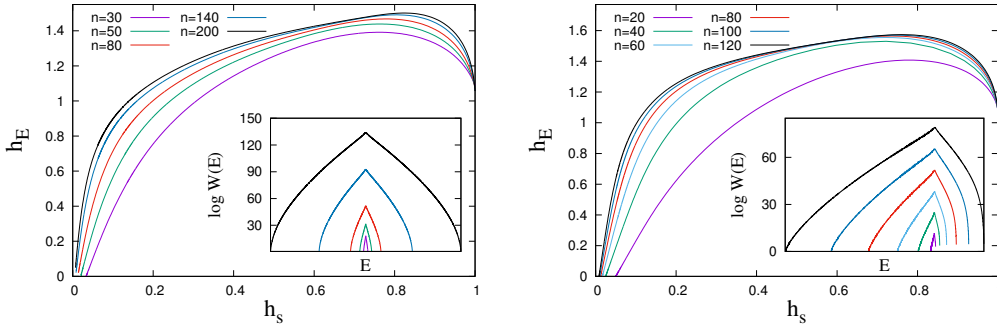 n=30 n=140
n=50 n=200
n=80
1.4
1.2
1
0.8
0.6
0.4
0.2
0
h_E
150
120
90
60
30
log W(E)
E
0 0.2 0.4 0.6 0.8 1
h_s
n=20 n=80
n=40 n=100
n=60 n=120
1.6
1.4
1.2
1
0.8
0.6
0.4
0.2
0
h_E
60
30
0
log W(E)
E
0 0.2 0.4 0.6 0.8
h_s